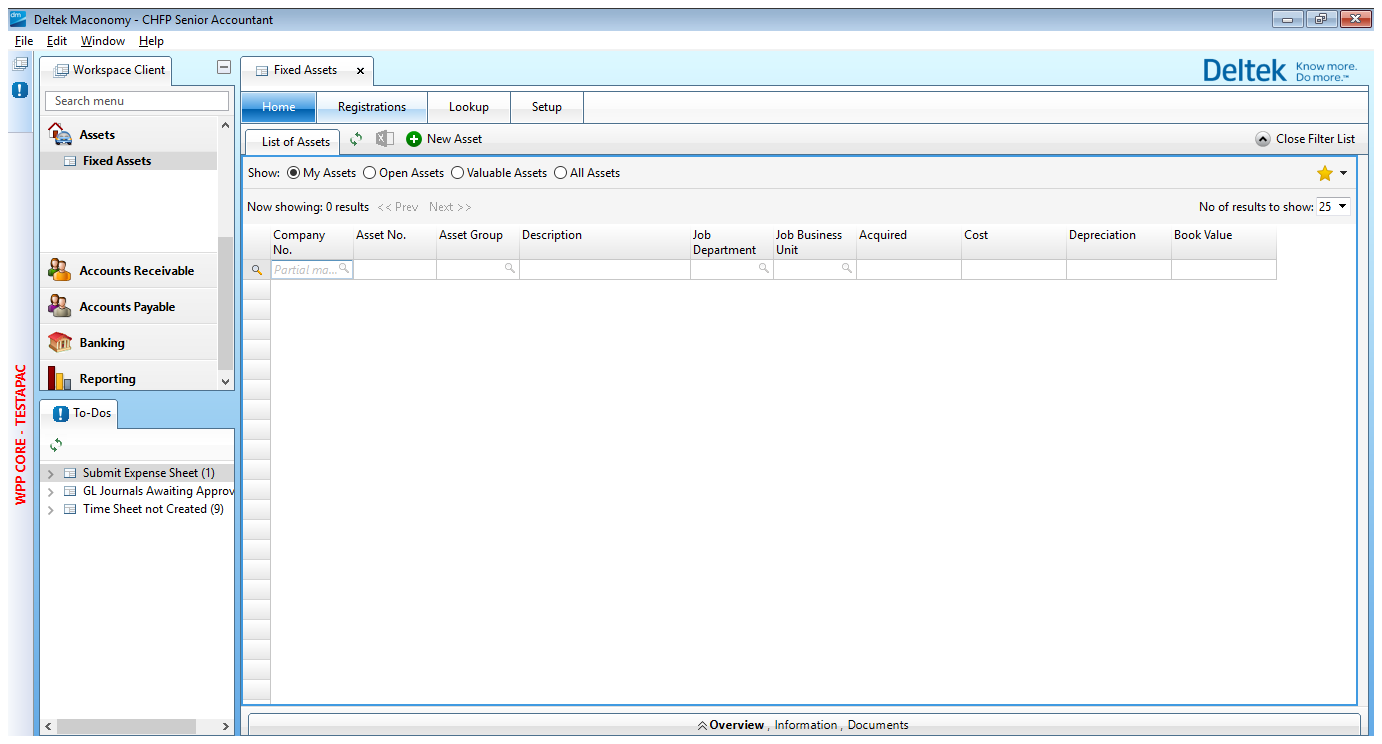 dm Deltek Maconomy - CHFP Senior Accountant
File Edit Window Help
Workspace Client
Fixed Assets x
Deltek Know more. Do more.™
Search menu
Home Registrations Lookup Setup
Assets
Fixed Assets
List of Assets New Asset Close Filter List
Show: My Assets Open Assets Valuable Assets All Assets
Now showing: 0 results << Prev Next >> No of results to show: 25
Company No. Asset No. Asset Group Description Job Department Job Business Unit Acquired Cost Depreciation Book Value
Partial ma...
Accounts Receivable
Accounts Payable
Banking
Reporting
To-Dos
Submit Expense Sheet (1)
GL Journals Awaiting Approv
Time Sheet not Created (9)
WPP CORE - TESTAPAC
Overview , Information , Documents